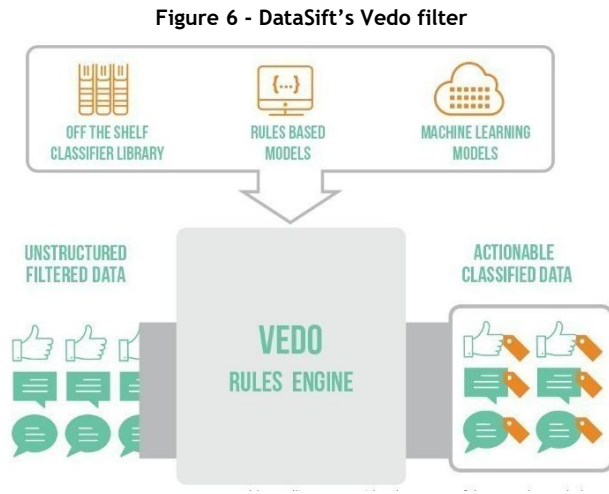 Figure 6 - DataSift’s Vedo filter
OFF THE SHELF
CLASSIFIER LIBRARY
{...}
RULES BASED
MODELS
MACHINE LEARNING
MODELS
UNSTRUCTURED
FILTERED DATA
ACTIONABLE
CLASSIFIED DATA
VEDO
RULES ENGINE